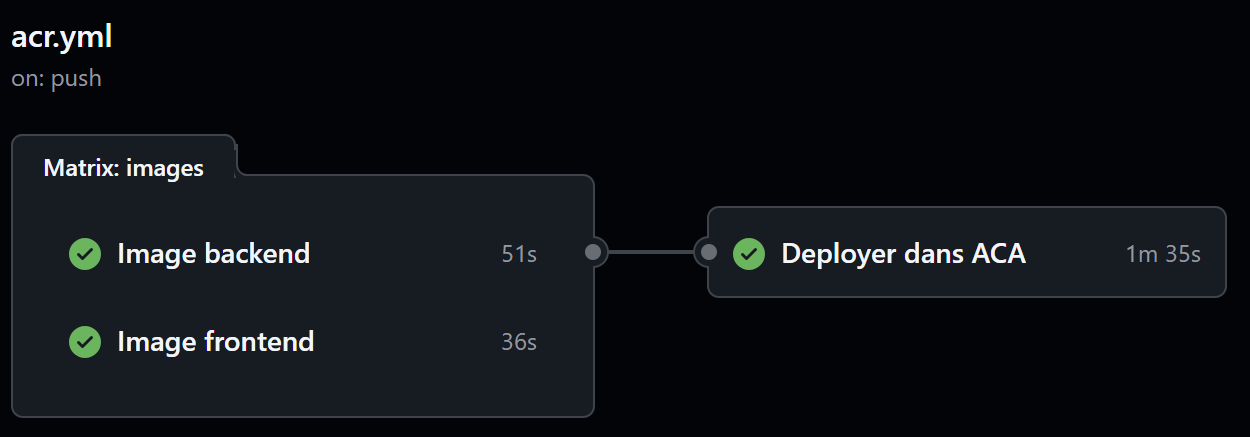 acr.yml
on: push
Matrix: images
Image backend 51s
Image frontend 36s
Deployer dans ACA 1m 35s